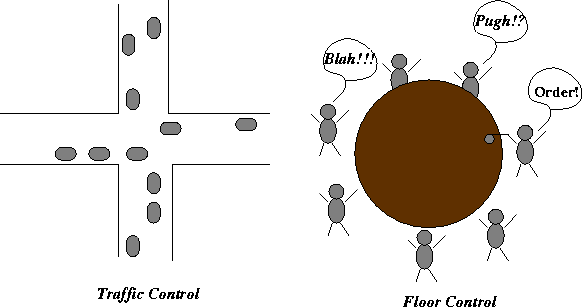 Pugh!?
Blah!!!
Order!
Traffic Control
Floor Control